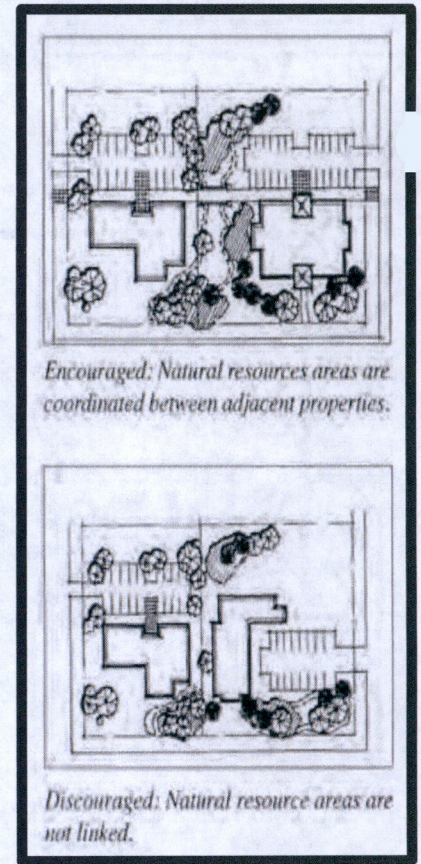 Encouraged: Natural resources areas are
coordinated between adjacent properties.
Discouraged: Natural resource areas are
not linked.